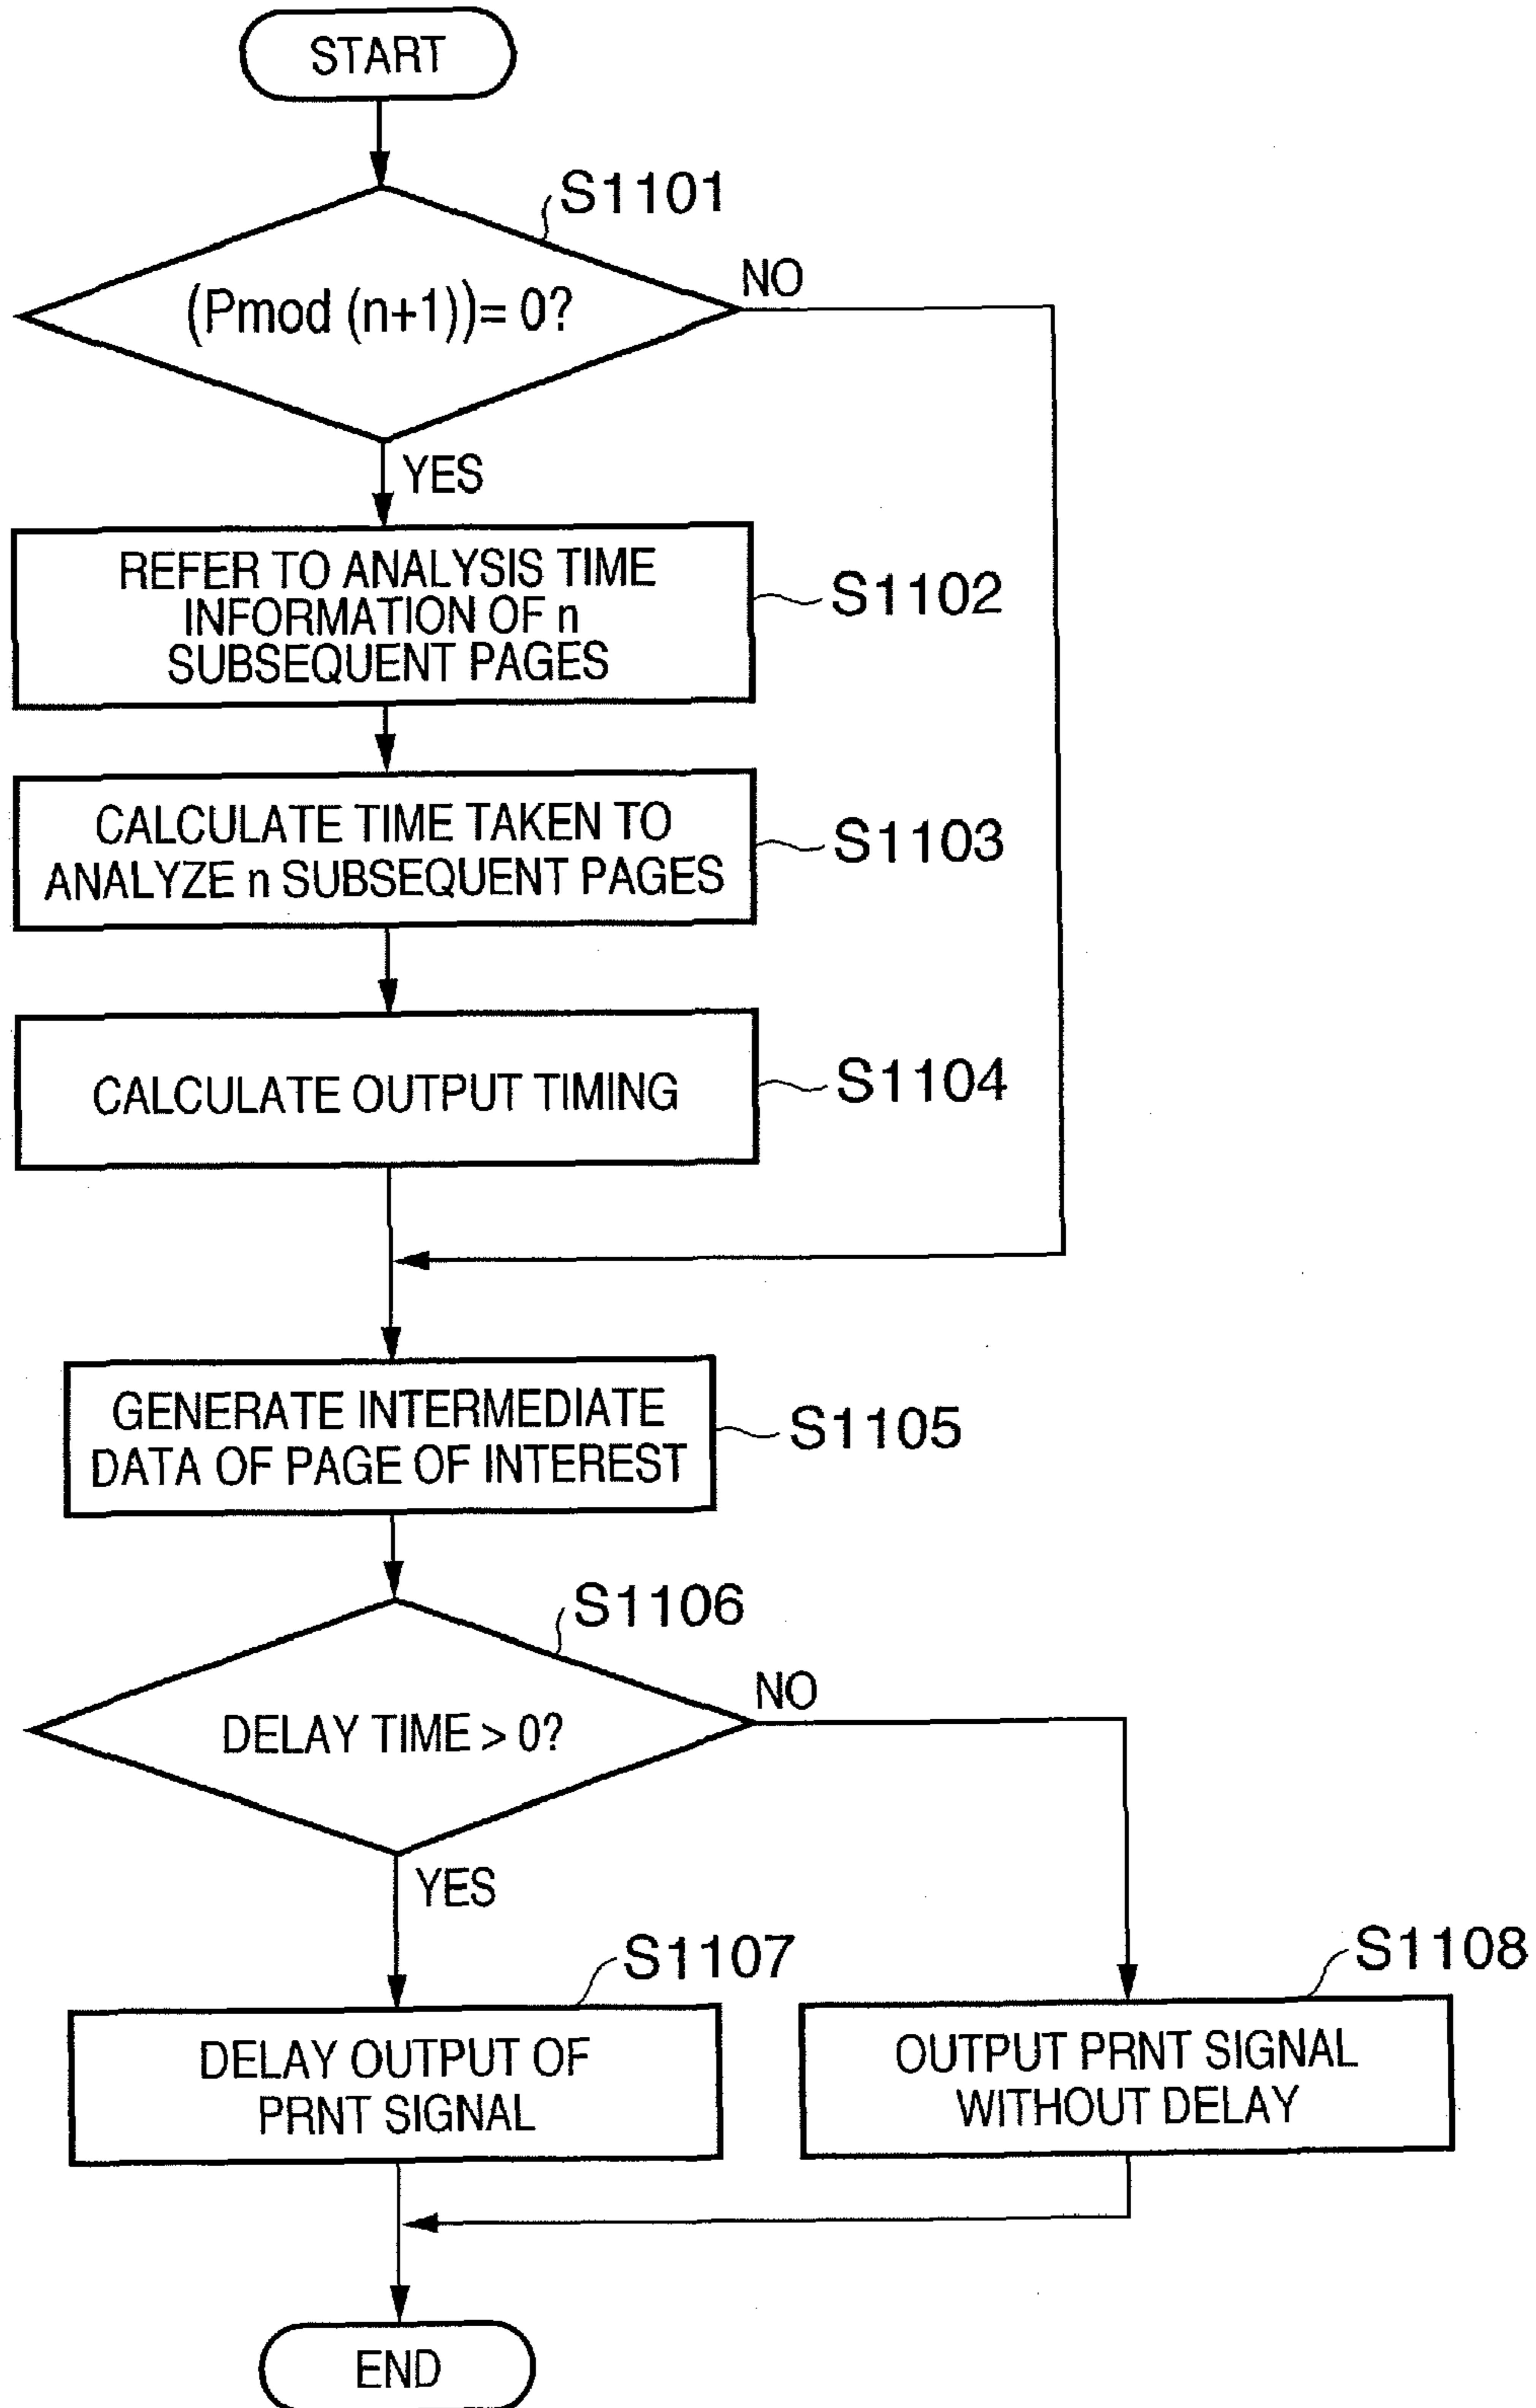 START
S1101
(Pmod (n+1))= 0?
NO
YES
REFER TO ANALYSIS TIME
INFORMATION OF n
SUBSEQUENT PAGES
S1102
CALCULATE TIME TAKEN TO
ANALYZE n SUBSEQUENT PAGES
S1103
CALCULATE OUTPUT TIMING
S1104
GENERATE INTERMEDIATE
DATA OF PAGE OF INTEREST
S1105
S1106
DELAY TIME > 0?
NO
YES
S1107
DELAY OUTPUT OF
PRNT SIGNAL
S1108
OUTPUT PRNT SIGNAL
WITHOUT DELAY
END